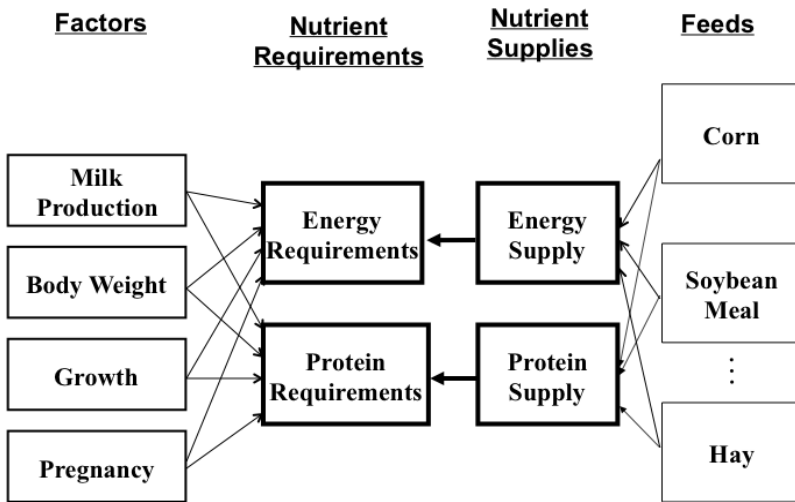 Factors
Nutrient
Requirements
Nutrient
Supplies
Feeds
Milk
Production
Body Weight
Growth
Pregnancy
Energy
Requirements
Protein
Requirements
Energy
Supply
Protein
Supply
Corn
Soybean
Meal
⋮
Hay